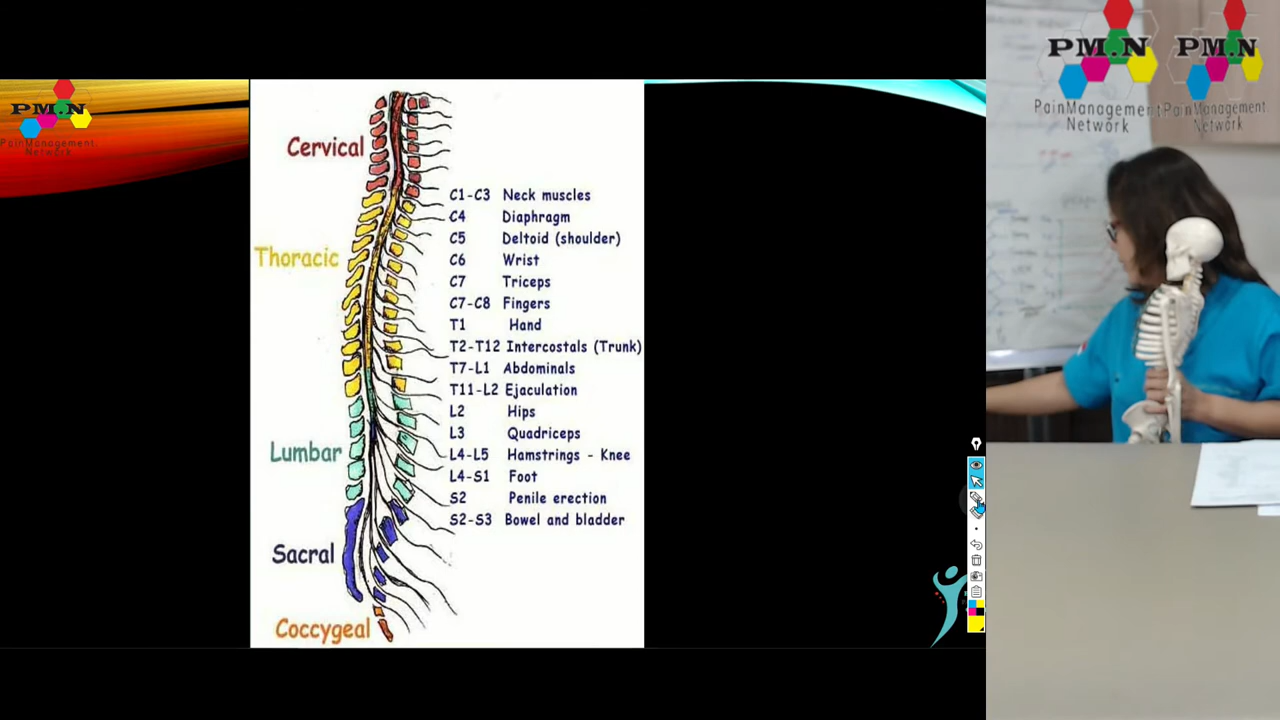 PM.N
PainManagement.
Network
Cervical
Thoracic
Lumbar
Sacral
Coccygeal
C1-C3 Neck muscles
C4 Diaphragm
C5 Deltoid (shoulder)
C6 Wrist
C7 Triceps
C7-C8 Fingers
T1 Hand
T2-T12 Intercostals (Trunk)
T7-L1 Abdominals
T11-L2 Ejaculation
L2 Hips
L3 Quadriceps
L4-L5 Hamstrings - Knee
L4-S1 Foot
S2 Penile erection
S2-S3 Bowel and bladder
PM.N
PainManagement
Network
PM.N
PainManagement.
Network